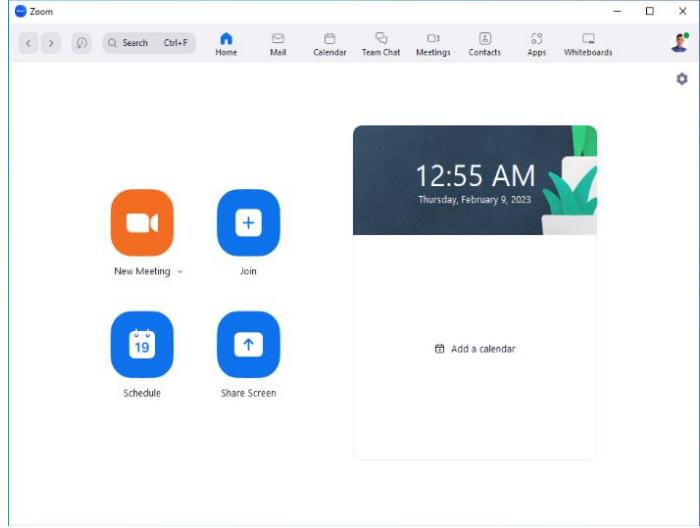 Zoom
Search Ctrl+F
Home
Mail
Calendar
Team Chat
Meetings
Contacts
Apps
Whiteboards
12:55 AM
Thursday, February 9, 2023
New Meeting
Join
19
Schedule
Share Screen
Add a calendar